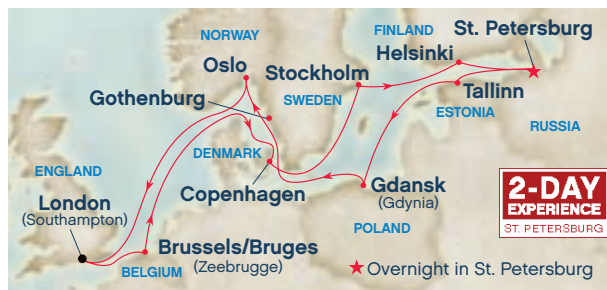 NORWAY
FINLAND
St. Petersburg
Helsinki
Oslo
Stockholm
Gothenburg
SWEDEN
Tallinn
ESTONIA
RUSSIA
DENMARK
ENGLAND
Copenhagen
Gdansk
(Gdynia)
London
(Southampton)
POLAND
Brussels/Bruges
(Zeebrugge)
BELGIUM
2-DAY
EXPERIENCE
ST. PETERSBURG
Overnight in St. Petersburg